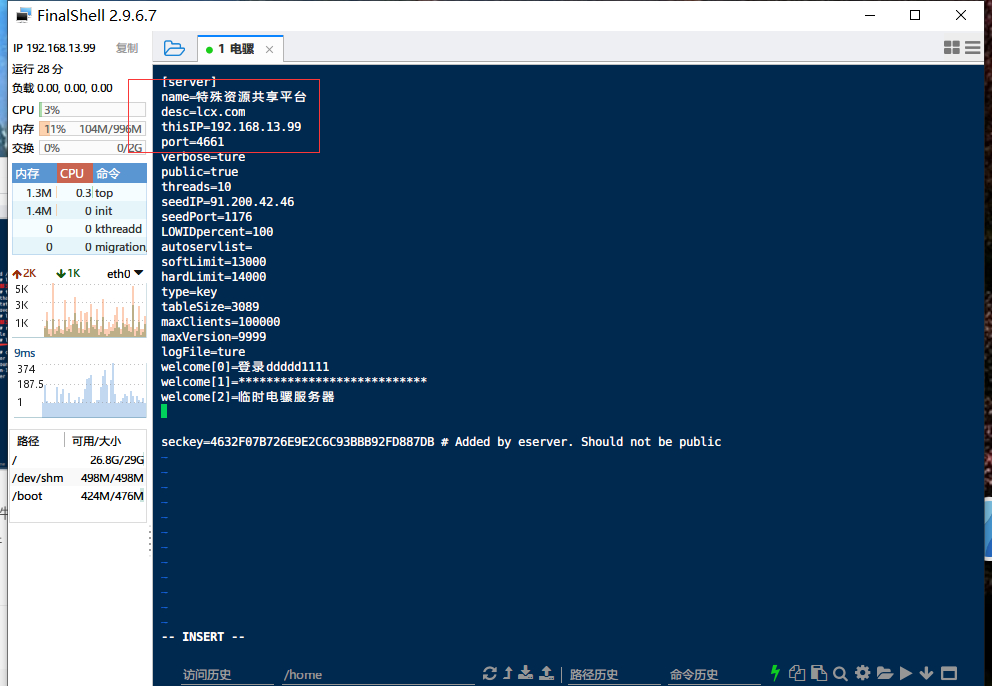 FinalShell 2.9.6.7
IP 192.168.13.99 复制
运行 28 分
负载 0.00, 0.00, 0.00
CPU 3%
内存 11% 104M/996M
交换 0% 0/2G
内存 CPU 命令
1.3M 0.3 top
1.4M 0 init
0 0 kthreadd
0 0 migration,
2K 1K eth0
5K
3K
1K
9ms
374
187.5
1
路径 可用/大小
/ 26.8G/29G
/dev/shm 498M/498M
/boot 424M/476M
1 电骡
[server]
name=特殊资源共享平台
desc=lcx.com
thisIP=192.168.13.99
port=4661
verbose=ture
public=true
threads=10
seedIP=91.200.42.46
seedPort=1176
LOWIDpercent=100
autoservlist=
softLimit=13000
hardLimit=14000
type=key
tableSize=3089
maxClients=100000
maxVersion=9999
logFile=ture
welcome[0]=登录ddddd1111
welcome[1]=***************************
welcome[2]=临时电骡服务器
seckey=4632F07B726E9E2C6C93BBB92FD887DB # Added by eserver. Should not be public
~
~
~
~
~
~
~
~
~
~
~
~
-- INSERT --
访问历史 /home 路径历史 命令历史